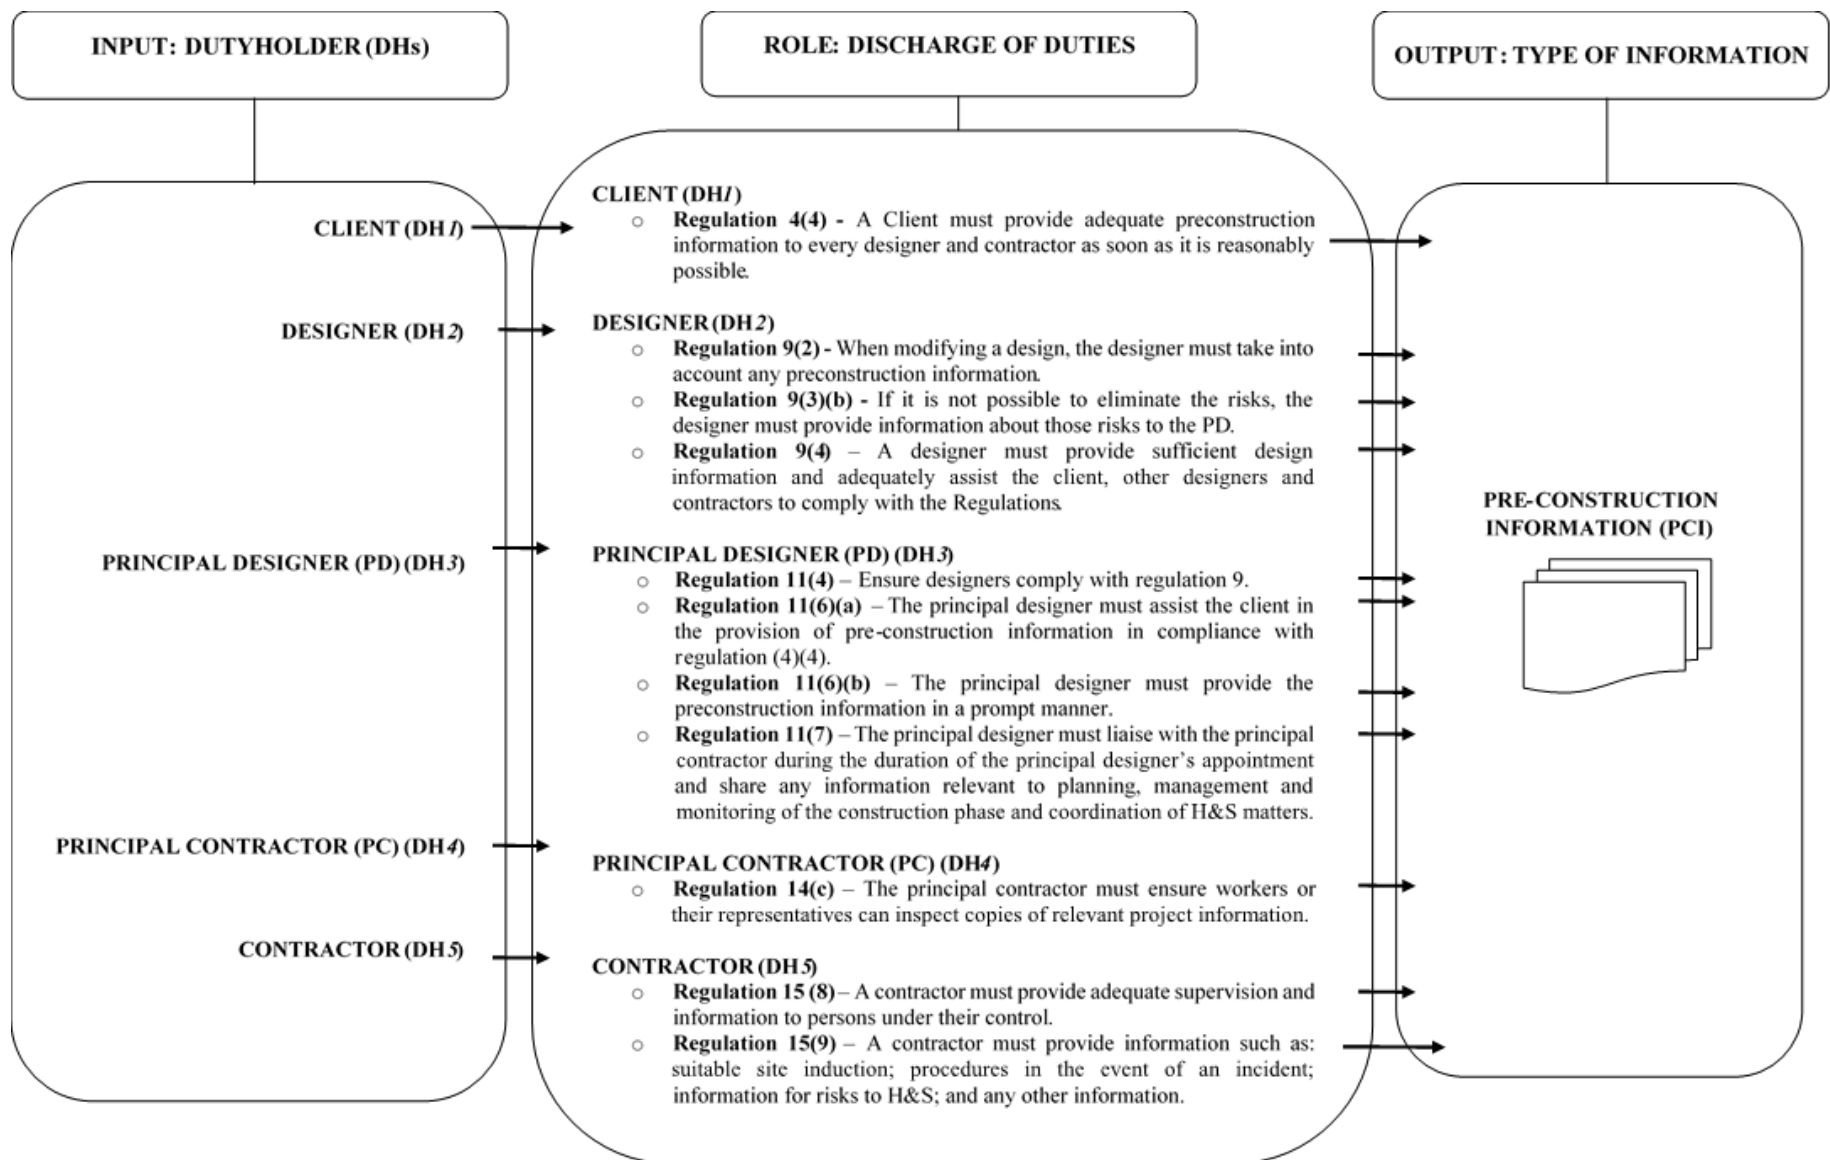 INPUT: DUTYHOLDER (DHs)
ROLE: DISCHARGE OF DUTIES
OUTPUT: TYPE OF INFORMATION
CLIENT (DH1)
DESIGNER (DH2)
PRINCIPAL DESIGNER (PD) (DH3)
PRINCIPAL CONTRACTOR (PC) (DH4)
CONTRACTOR (DH5)
CLIENT (DH1)
o Regulation 4(4) - A Client must provide adequate preconstruction
information to every designer and contractor as soon as it is reasonably
possible.
DESIGNER (DH2)
o Regulation 9(2) - When modifying a design, the designer must take into
account any preconstruction information.
o Regulation 9(3)(b) - If it is not possible to eliminate the risks, the
designer must provide information about those risks to the PD.
o Regulation 9(4) – A designer must provide sufficient design
information and adequately assist the client, other designers and
contractors to comply with the Regulations.
PRINCIPAL DESIGNER (PD) (DH3)
o Regulation 11(4) – Ensure designers comply with regulation 9.
o Regulation 11(6)(a) – The principal designer must assist the client in
the provision of pre-construction information in compliance with
regulation (4)(4).
o Regulation 11(6)(b) – The principal designer must provide the
preconstruction information in a prompt manner.
o Regulation 11(7) – The principal designer must liaise with the principal
contractor during the duration of the principal designer's appointment
and share any information relevant to planning, management and
monitoring of the construction phase and coordination of H&S matters.
PRINCIPAL CONTRACTOR (PC) (DH4)
o Regulation 14(c) – The principal contractor must ensure workers or
their representatives can inspect copies of relevant project information.
CONTRACTOR (DH5)
o Regulation 15 (8) – A contractor must provide adequate supervision and
information to persons under their control.
o Regulation 15(9) – A contractor must provide information such as:
suitable site induction; procedures in the event of an incident;
information for risks to H&S; and any other information.
PRE-CONSTRUCTION
INFORMATION (PCI)